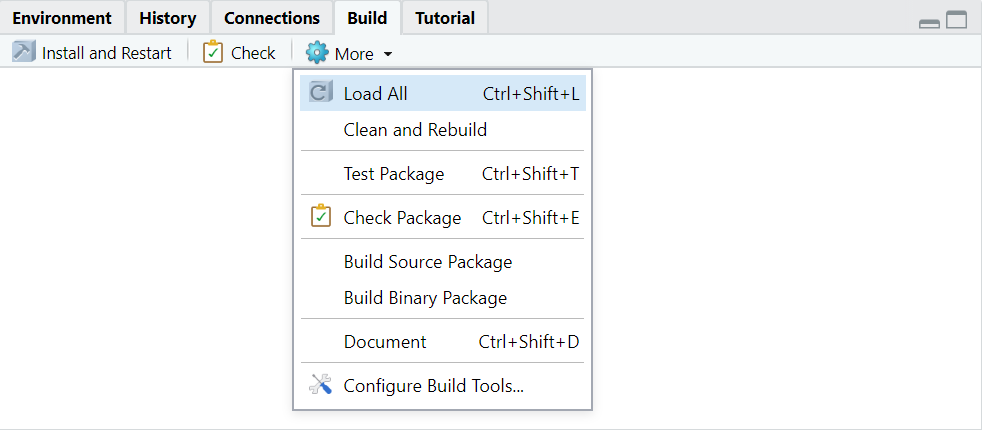 Environment History Connections Build Tutorial
Install and Restart Check More
Load All Ctrl+Shift+L
Clean and Rebuild
Test Package Ctrl+Shift+T
Check Package Ctrl+Shift+E
Build Source Package
Build Binary Package
Document Ctrl+Shift+D
Configure Build Tools...